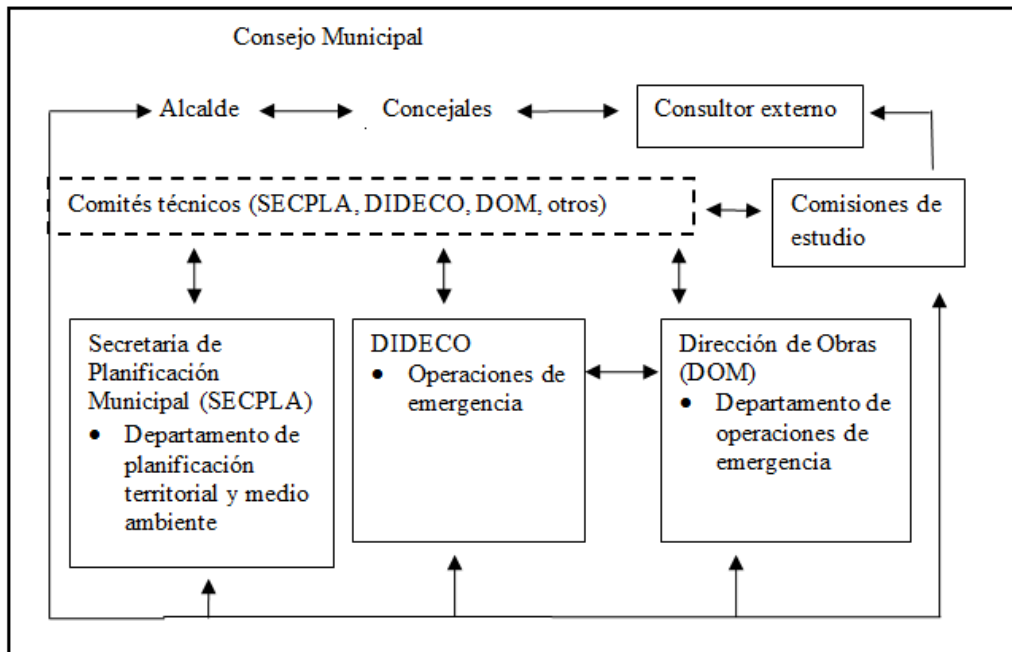 Consejo Municipal
Alcalde
Concejales
Consultor externo
Comités técnicos (SECPLA, DIDECO, DOM, otros)
Comisiones de
estudio
Secretaria de
Planificación
Municipal (SECPLA)
• Departamento de
planificación
territorial y medio
ambiente
DIDECO
• Operaciones de
emergencia
Dirección de Obras
(DOM)
• Departamento de
operaciones de
emergencia